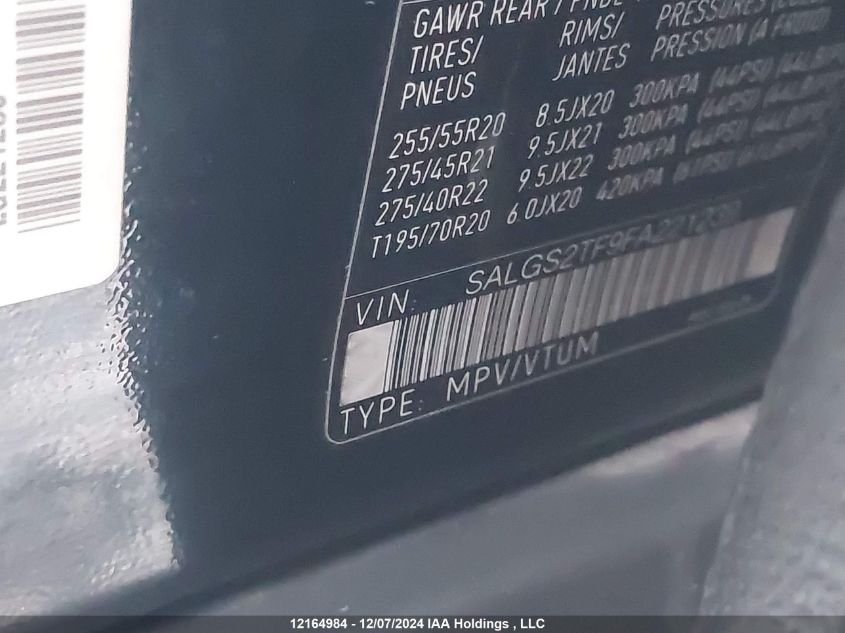 GAWR REAR /
TIRES/ RIMS/ PRESSURES
PNEUS JANTES PRESSION (A FROID)
255/55R20 8.5JX20 300KPA (44PSI)
275/45R21 9.5JX21 300KPA (44PSI)
275/40R22 9.5JX22 300KPA (44PSI)
T195/70R20 6.0JX20 420KPA
VIN: SALGS2TF9FA221230
TYPE: MPV/VTUM
12164984 - 12/07/2024 IAA Holdings , LLC